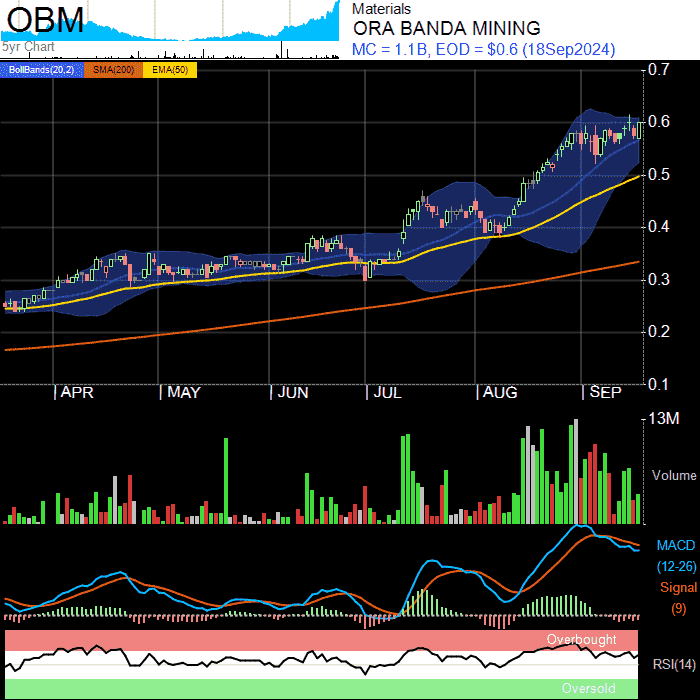 OBM
5yr Chart
Materials
ORA BANDA MINING
MC = 1.1B, EOD = $0.6 (18Sep2024)
BollBands(20,2) SMA(200) EMA(50)
0.7
0.6
0.5
0.4
0.3
0.2
0.1
APR MAY JUN JUL AUG SEP
13M
Volume
MACD
(12-26)
Signal
(9)
Overbought
RSI(14)
Oversold